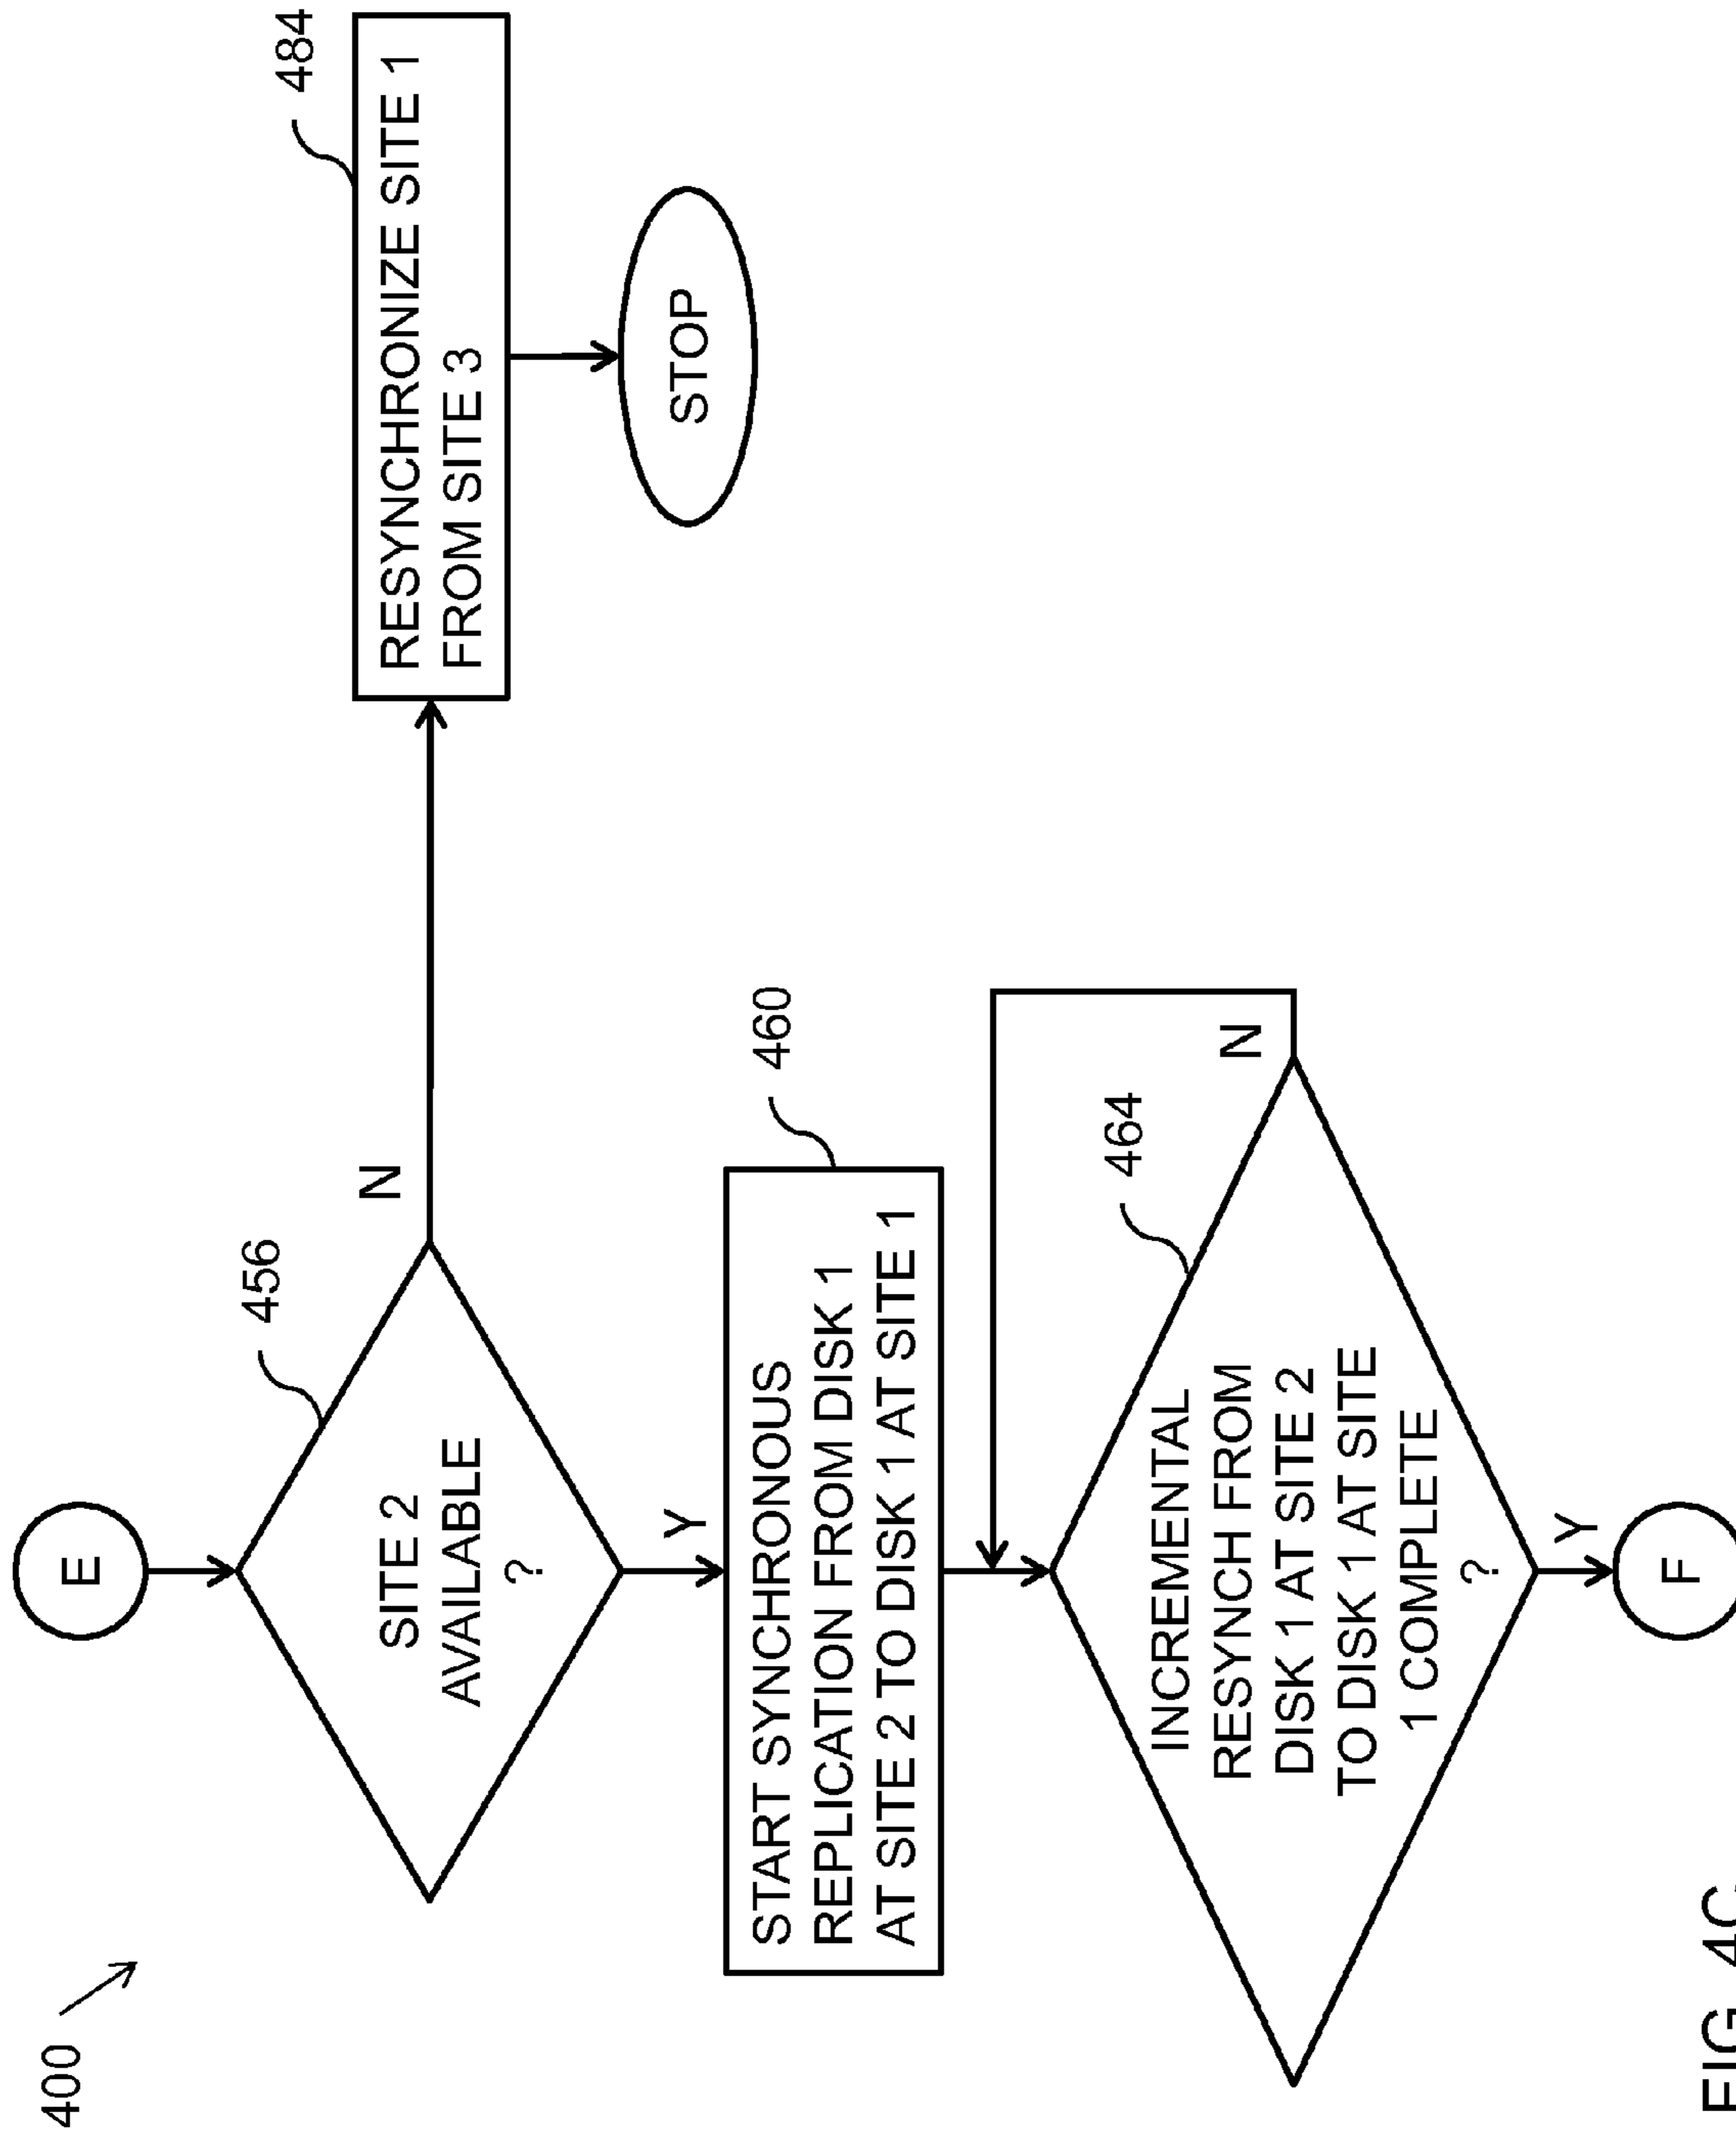 400
E
456
SITE 2
AVAILABLE
?
N
484
RESYNCHRONIZE SITE 1
FROM SITE 3
STOP
Y
460
START SYNCHRONOUS
REPLICATION FROM DISK 1
AT SITE 2 TO DISK 1 AT SITE 1
464
INCREMENTAL
RESYNCH FROM
DISK 1 AT SITE 2
TO DISK 1 AT SITE
1 COMPLETE
?
N
Y
F
FIG. 4C